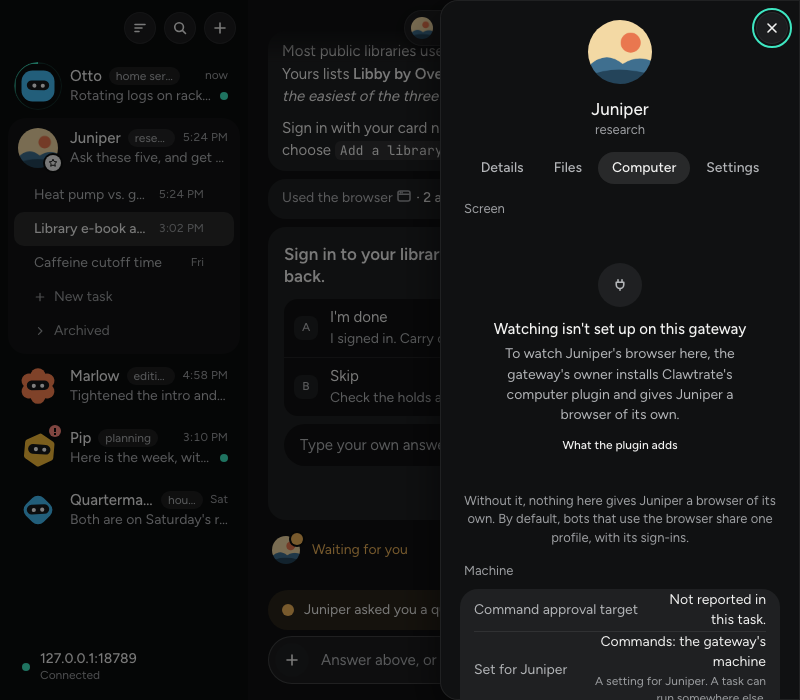 Otto home ser... now
Rotating logs on rack...
Juniper rese... 5:24 PM
Ask these five, and get ...
Heat pump vs. g... 5:24 PM
Library e-book a... 3:02 PM
Caffeine cutoff time Fri
+ New task
> Archived
Marlow editi... 4:58 PM
Tightened the intro and...
Pip planning 3:10 PM
Here is the week, wit...
Quarterma... hou... Sat
Both are on Saturday's r...
127.0.0.1:18789
Connected
Most public libraries use
Yours lists Libby by Ove
the easiest of the three
Sign in with your card n
choose Add a library
Used the browser · 2 a
Sign in to your librar
back.
A I'm done
I signed in. Carry o
B Skip
Check the holds a
Type your own answe
Waiting for you
Juniper asked you a q
+ Answer above, or
Juniper
research
Details Files Computer Settings
Screen
Watching isn't set up on this gateway
To watch Juniper's browser here, the
gateway's owner installs Clawtrate's
computer plugin and gives Juniper a
browser of its own.
What the plugin adds
Without it, nothing here gives Juniper a browser of its
own. By default, bots that use the browser share one
profile, with its sign-ins.
Machine
Command approval target Not reported in
this task.
Set for Juniper Commands: the gateway's
machine
A setting for Juniper. A task can
run somewhere else.